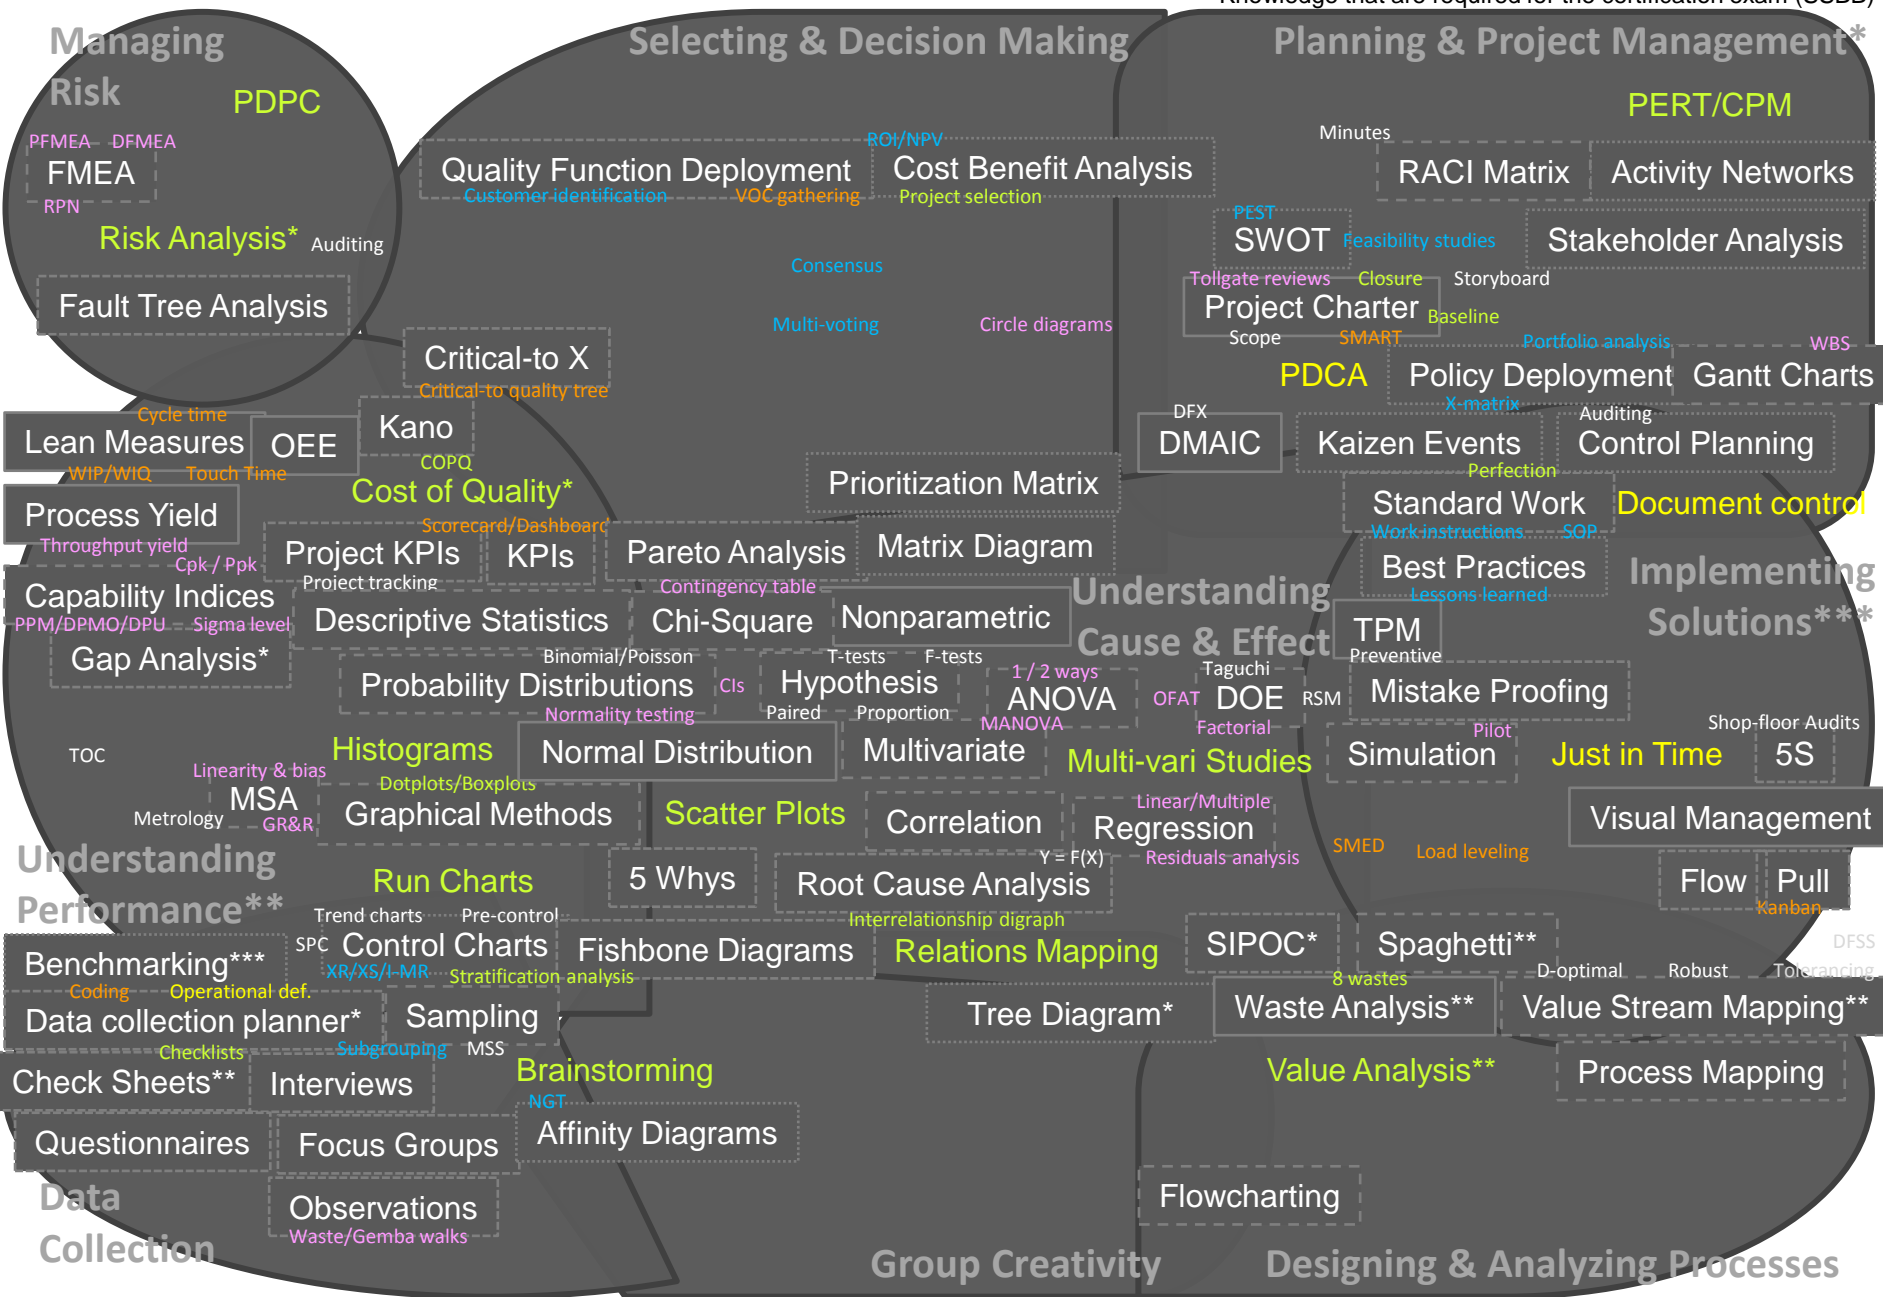 Knowledge that are required for the certification exam (CSBB)
Managing
Risk
Selecting & Decision Making
Planning & Project Management*
PDPC
PERT/CPM
PFMEA
DFMEA
FMEA
RPN
ROI/NPV
Quality Function Deployment
Cost Benefit Analysis
Customer identification
VOC gathering
Project selection
Minutes
RACI Matrix
Activity Networks
Risk Analysis*
Auditing
PEST
SWOT
Feasibility studies
Stakeholder Analysis
Consensus
Fault Tree Analysis
Tollgate reviews
Closure
Storyboard
Project Charter
Baseline
Multi-voting
Circle diagrams
Scope
SMART
Portfolio analysis
WBS
Critical-to X
Critical-to quality tree
PDCA
Policy Deployment
Gantt Charts
X-matrix
Cycle time
Lean Measures
OEE
Kano
WIP/WIQ
Touch Time
COPQ
DFX
DMAIC
Kaizen Events
Auditing
Control Planning
Perfection
Cost of Quality*
Prioritization Matrix
Standard Work
Document control
Process Yield
Throughput yield
Scorecard/Dashboard
Work instructions
SOP
Project KPIs
KPIs
Pareto Analysis
Matrix Diagram
Project tracking
Best Practices
Lessons learned
Cpk / Ppk
Capability Indices
PPM/DPMO/DPU
Sigma level
Contingency table
Descriptive Statistics
Chi-Square
Nonparametric
Understanding
Cause & Effect
Implementing
Solutions***
TPM
Preventive
Gap Analysis*
Binomial/Poisson
Probability Distributions
CIs
Normality testing
T-tests
F-tests
Hypothesis
Paired
Proportion
1 / 2 ways
ANOVA
MANOVA
OFAT
Taguchi
DOE
RSM
Factorial
Mistake Proofing
TOC
Histograms
Normal Distribution
Multivariate
Multi-vari Studies
Pilot
Simulation
Just in Time
Shop-floor Audits
5S
Linearity & bias
MSA
Metrology
GR&R
Dotplots/Boxplots
Graphical Methods
Scatter Plots
Correlation
Linear/Multiple
Regression
Residuals analysis
Visual Management
Understanding
Performance**
SMED
Load leveling
Run Charts
5 Whys
Y = F(X)
Root Cause Analysis
Interrelationship digraph
Flow
Pull
Kanban
Trend charts
Pre-control
SPC
Control Charts
XR/XS/I-MR
Stratification analysis
Fishbone Diagrams
Relations Mapping
SIPOC*
Spaghetti**
DFSS
Benchmarking***
Coding
Operational def.
8 wastes
D-optimal
Robust
Tolerancing
Data collection planner*
Sampling
Checklists
Subgrouping
MSS
Tree Diagram*
Waste Analysis**
Value Stream Mapping**
Check Sheets**
Interviews
Brainstorming
Value Analysis**
Process Mapping
NGT
Questionnaires
Focus Groups
Affinity Diagrams
Data
Collection
Observations
Waste/Gemba walks
Flowcharting
Group Creativity
Designing & Analyzing Processes